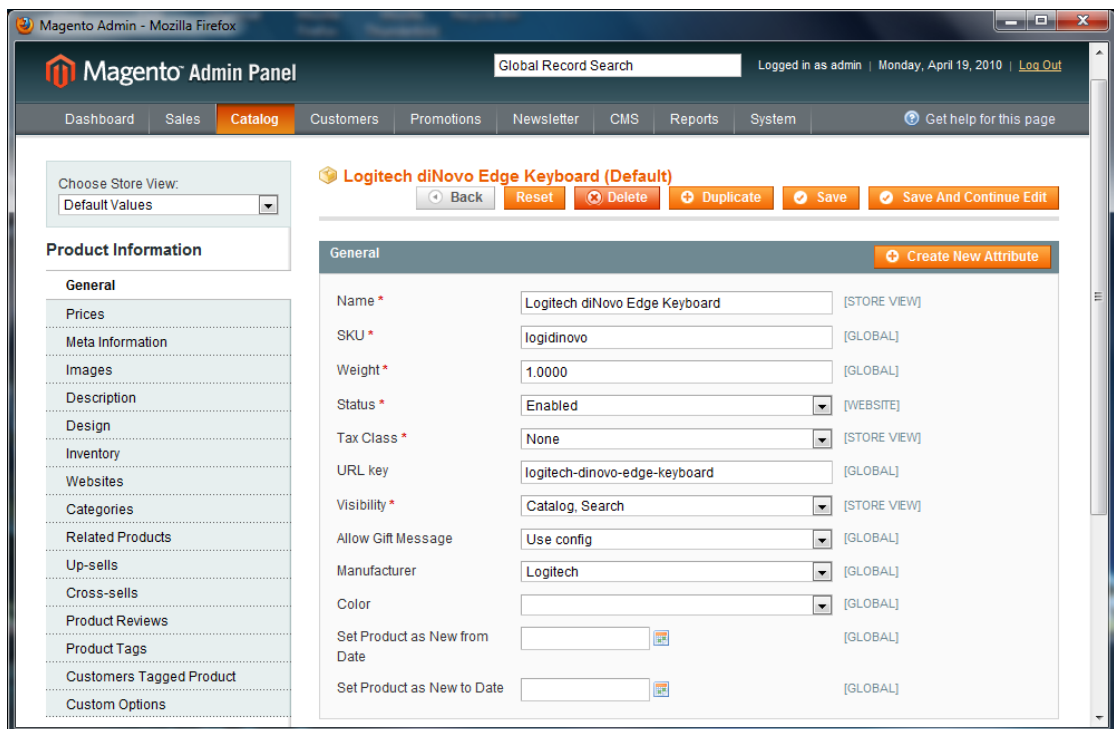 Magento Admin - Mozilla Firefox
Magento Admin Panel
Global Record Search
Logged in as admin | Monday, April 19, 2010 | Log Out
Dashboard Sales Catalog Customers Promotions Newsletter CMS Reports System Get help for this page
Choose Store View:
Default Values
Product Information
General
Prices
Meta Information
Images
Description
Design
Inventory
Websites
Categories
Related Products
Up-sells
Cross-sells
Product Reviews
Product Tags
Customers Tagged Product
Custom Options
Logitech diNovo Edge Keyboard (Default)
Back Reset Delete Duplicate Save Save And Continue Edit
General Create New Attribute
Name * Logitech diNovo Edge Keyboard [STORE VIEW]
SKU * logidinovo [GLOBAL]
Weight * 1.0000 [GLOBAL]
Status * Enabled [WEBSITE]
Tax Class * None [STORE VIEW]
URL key logitech-dinovo-edge-keyboard [GLOBAL]
Visibility * Catalog, Search [STORE VIEW]
Allow Gift Message Use config [GLOBAL]
Manufacturer Logitech [GLOBAL]
Color [GLOBAL]
Set Product as New from [GLOBAL]
Date
Set Product as New to Date [GLOBAL]